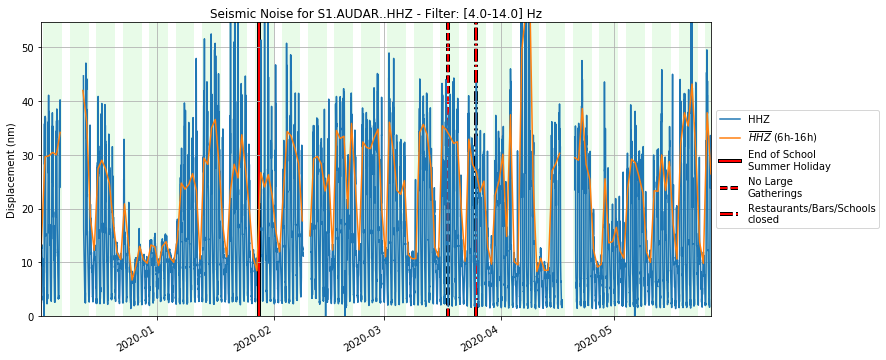 Seismic Noise for S1.AUDAR..HHZ - Filter: [4.0-14.0] Hz
Displacement (nm)
50
40
30
20
10
0
2020-01
2020-02
2020-03
2020-04
2020-05
HHZ
HHZ (6h-16h)
End of School
Summer Holiday
No Large
Gatherings
Restaurants/Bars/Schools
closed